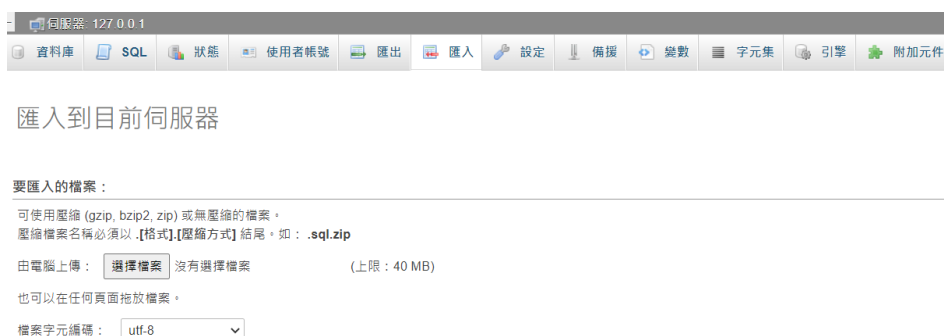 伺服器: 127.0.0.1
資料庫 SQL 狀態 使用者帳號 匯出 匯入 設定 備援 變數 字元集 引擎 附加元件
匯入到目前伺服器
要匯入的檔案：
可使用壓縮 (gzip, bzip2, zip) 或無壓縮的檔案。
壓縮檔案名稱必須以 .[格式].[壓縮方式] 結尾。如： .sql.zip
由電腦上傳： 選擇檔案 沒有選擇檔案 (上限：40 MB)
也可以在任何頁面拖放檔案。
檔案字元編碼： utf-8